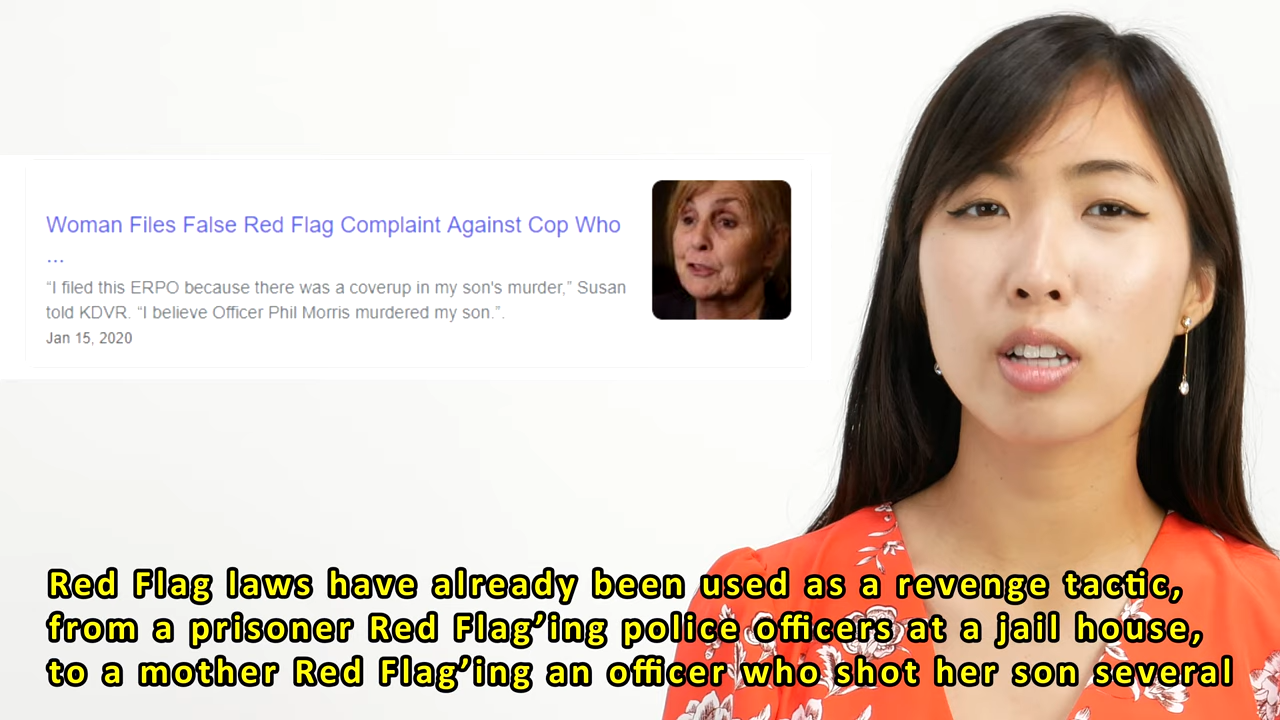 Woman Files False Red Flag Complaint Against Cop Who
...
“I filed this ERPO because there was a coverup in my son's murder,” Susan
told KDVR. “I believe Officer Phil Morris murdered my son.”.
Jan 15, 2020
Red Flag laws have already been used as a revenge tactic,
from a prisoner Red Flag’ing police officers at a jail house,
to a mother Red Flag’ing an officer who shot her son several